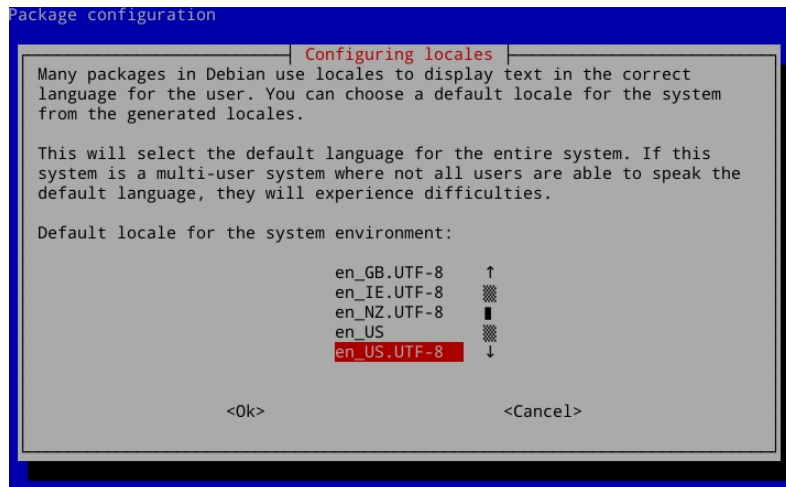 Package configuration
Configuring locales
Many packages in Debian use locales to display text in the correct
language for the user. You can choose a default locale for the system
from the generated locales.
This will select the default language for the entire system. If this
system is a multi-user system where not all users are able to speak the
default language, they will experience difficulties.
Default locale for the system environment:
en_GB.UTF-8 ↑
en_IE.UTF-8
en_NZ.UTF-8
en_US
en_US.UTF-8 ↓
<Ok> <Cancel>